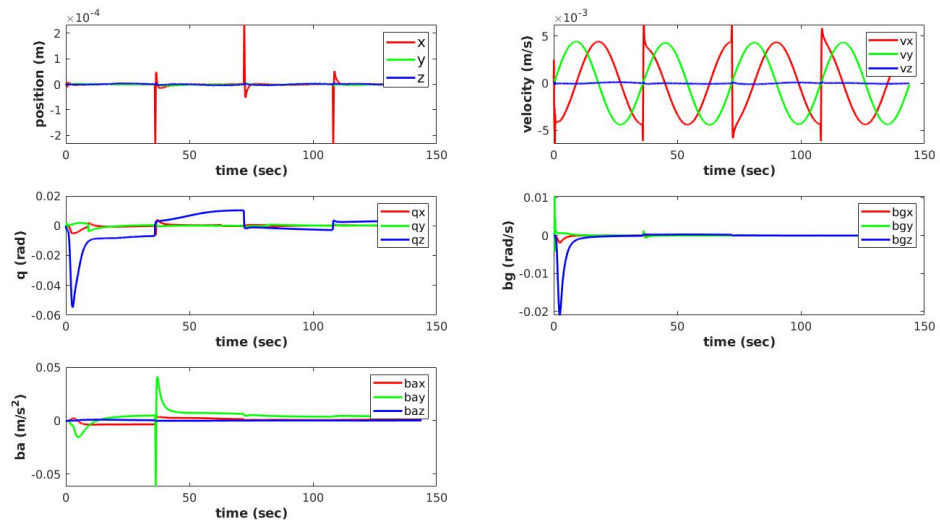 ×10⁻⁴
position (m)
2
1
0
-1
-2
x
y
z
0 50 100 150
time (sec)
×10⁻³
velocity (m/s)
5
0
-5
vx
vy
vz
0 50 100 150
time (sec)
q (rad)
0.02
0
-0.02
-0.04
-0.06
qx
qy
qz
0 50 100 150
time (sec)
bg (rad/s)
0.01
0
-0.01
-0.02
bgx
bgy
bgz
0 50 100 150
time (sec)
ba (m/s²)
0.05
0
-0.05
bax
bay
baz
0 50 100 150
time (sec)